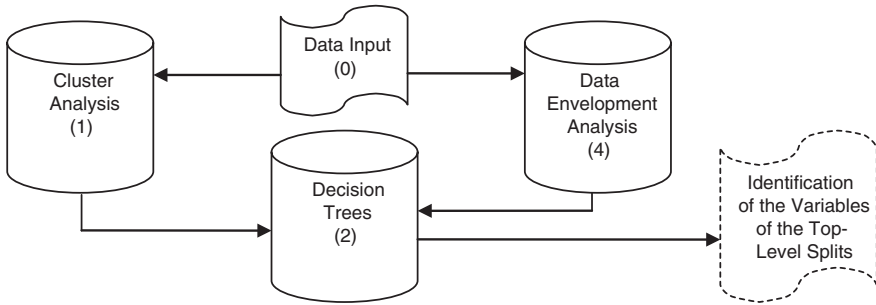 Data Input
(0)
Cluster
Analysis
(1)
Data
Envelopment
Analysis
(4)
Decision
Trees
(2)
Identification
of the Variables
of the Top-
Level Splits